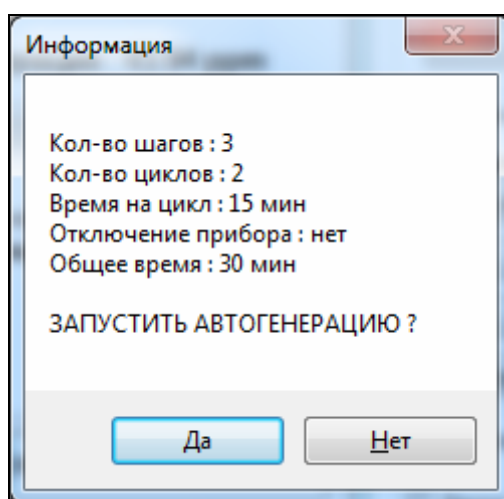 Информация
Кол-во шагов : 3
Кол-во циклов : 2
Время на цикл : 15 мин
Отключение прибора : нет
Общее время : 30 мин
ЗАПУСТИТЬ АВТОГЕНЕРАЦИЮ ?
Да
Нет